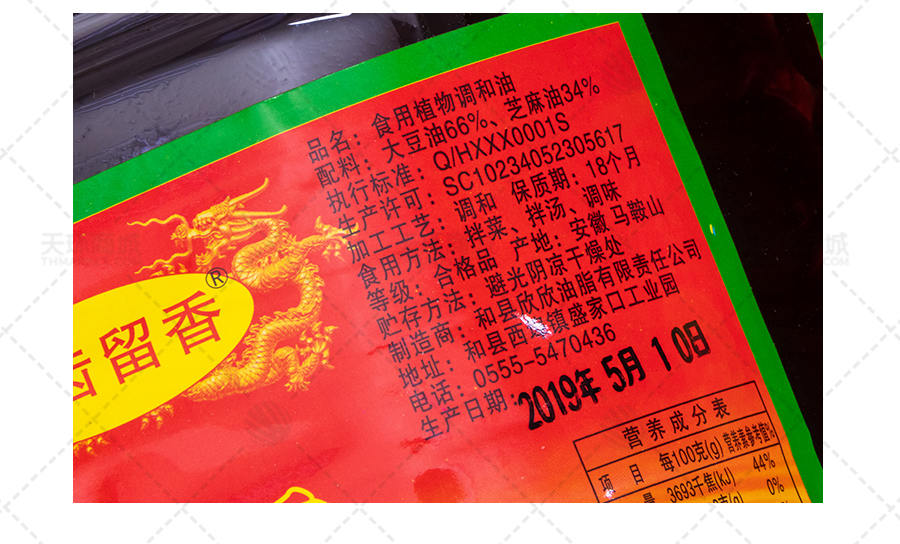 品名：食用植物调和油
配料：大豆油66%、芝麻油34%
执行标准：Q/HXXX0001S
生产许可：SC10234052305617
加工工艺：调和 保质期：18个月
食用方法：拌菜、拌汤、调味
等级：合格品 产地：安徽 马鞍山
贮存方法：避光阴凉干燥处
制造商：和县欣欣油脂有限责任公司
地址：和县西埠镇盛家口工业园
电话：0555-5470436
生产日期：2019年 5月 10日
®
留香
营养成分表
项 目 每100克(g) 营养素参考值%
量 3693千焦(kJ) 44%
克(g) 0%